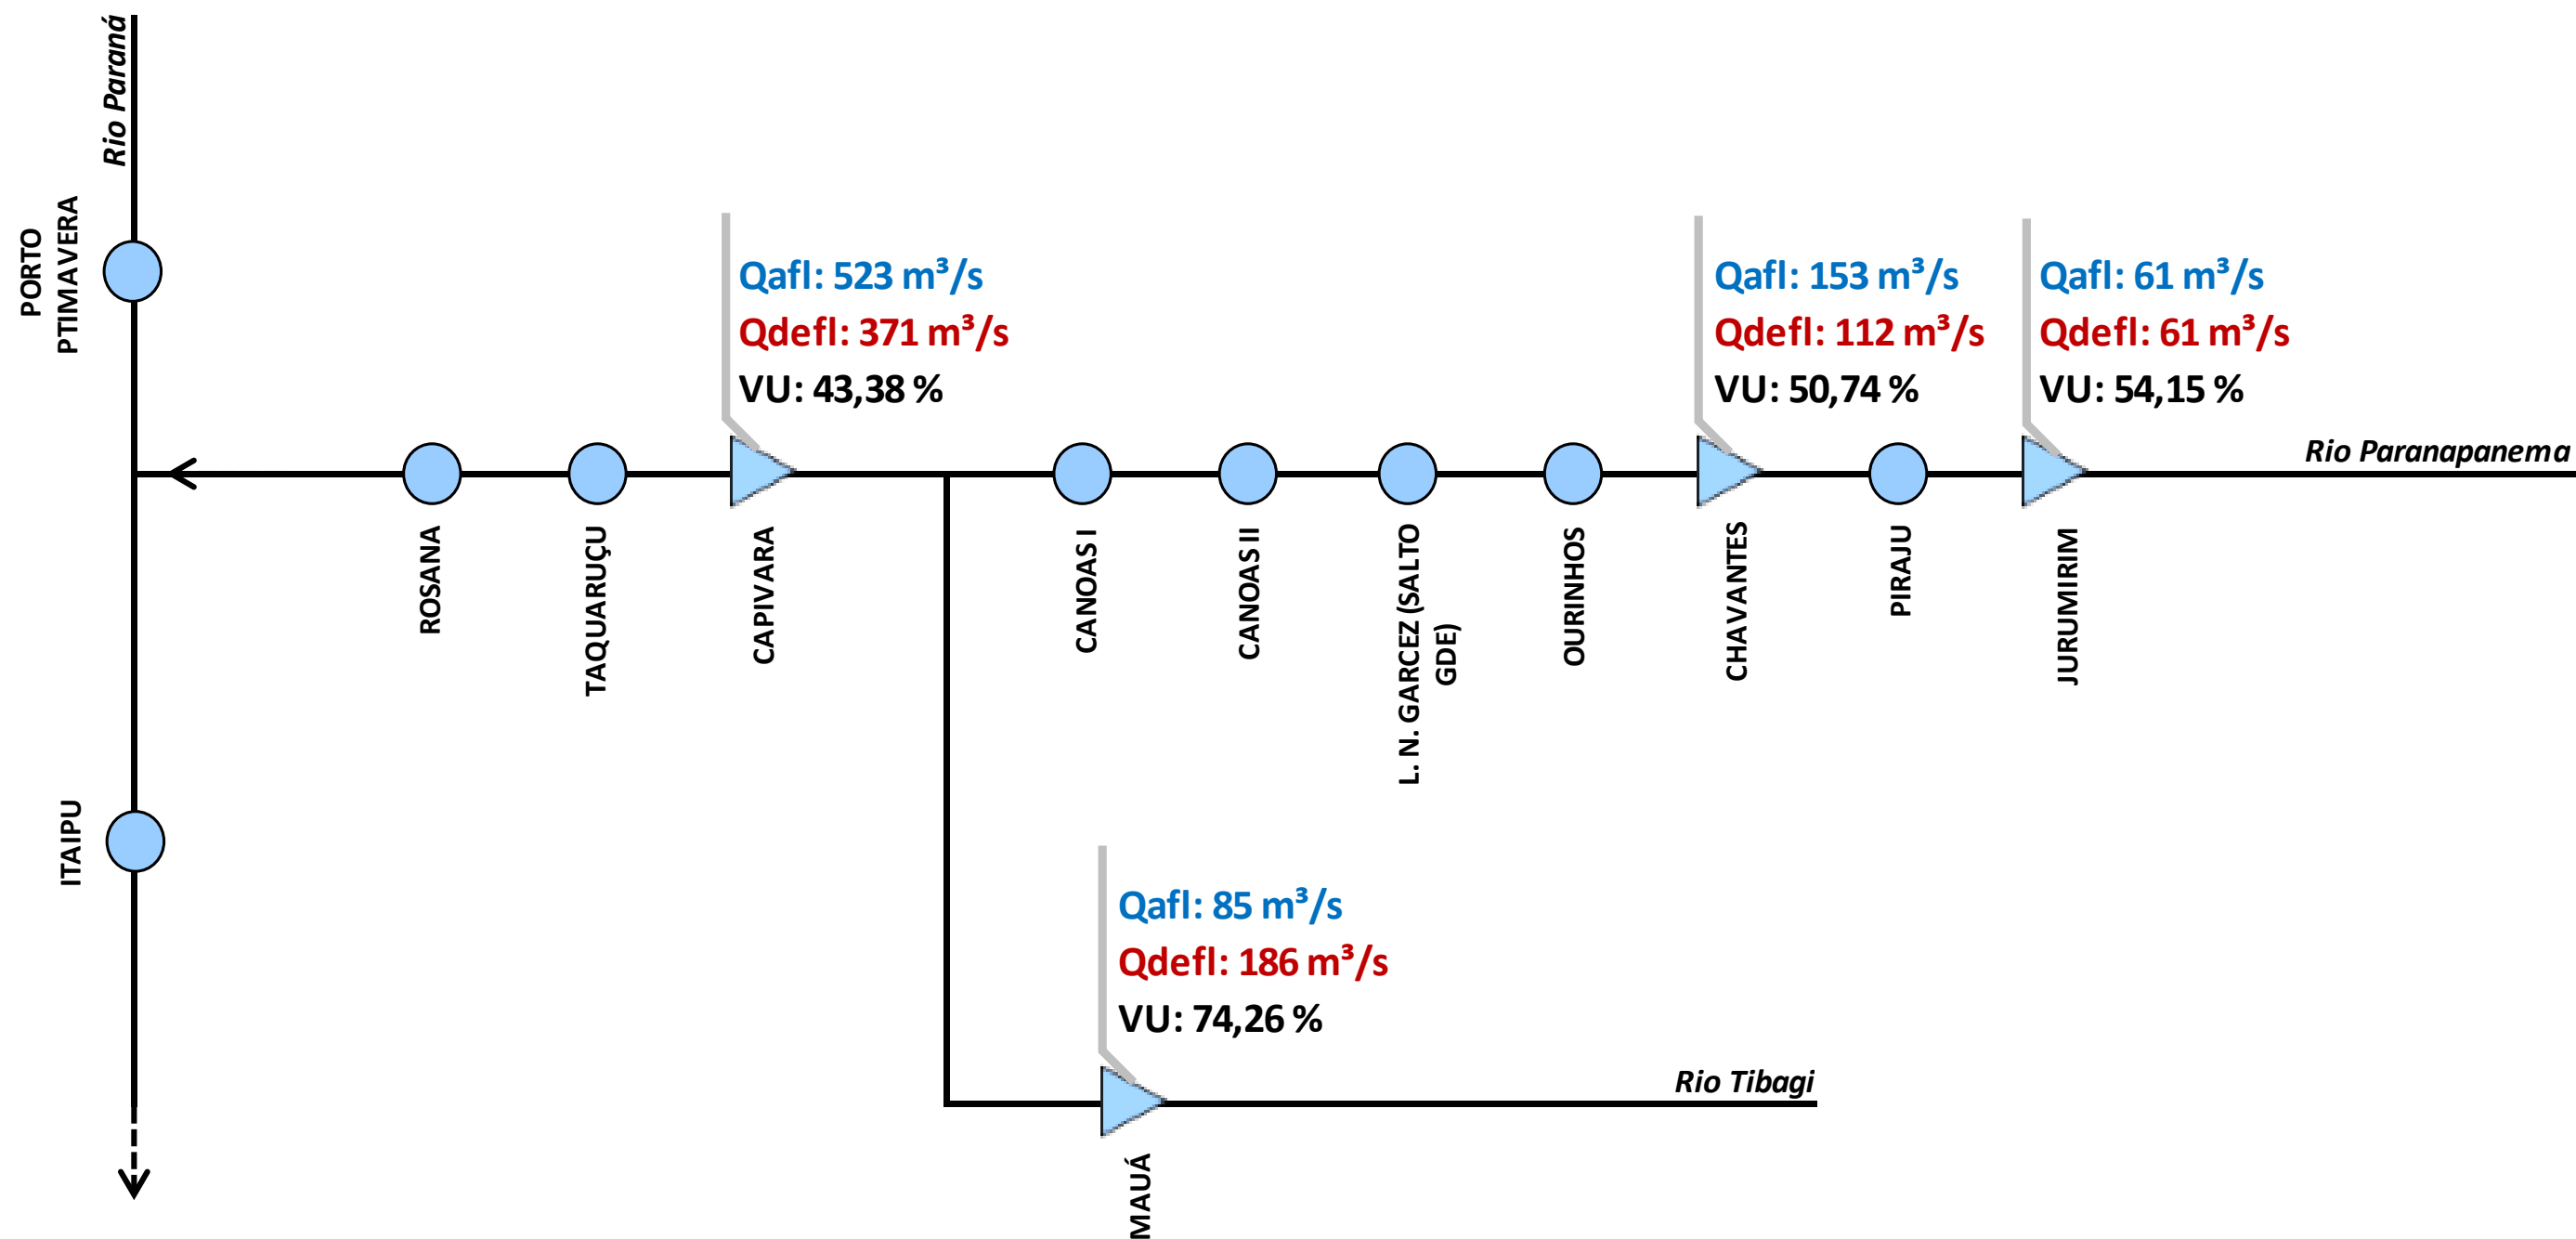 Rio Paraná
PORTO
PTIMAVERA
Qafl: 523 m³/s
Qdefl: 371 m³/s
VU: 43,38 %
Qafl: 153 m³/s
Qdefl: 112 m³/s
VU: 50,74 %
Qafl: 61 m³/s
Qdefl: 61 m³/s
VU: 54,15 %
Rio Paranapanema
ROSANA
TAQUARUÇU
CAPIVARA
CANOAS I
CANOAS II
L. N. GARCEZ (SALTO
GDE)
OURINHOS
CHAVANTES
PIRAJU
JURUMIRIM
ITAIPU
Qafl: 85 m³/s
Qdefl: 186 m³/s
VU: 74,26 %
Rio Tibagi
MAUÁ